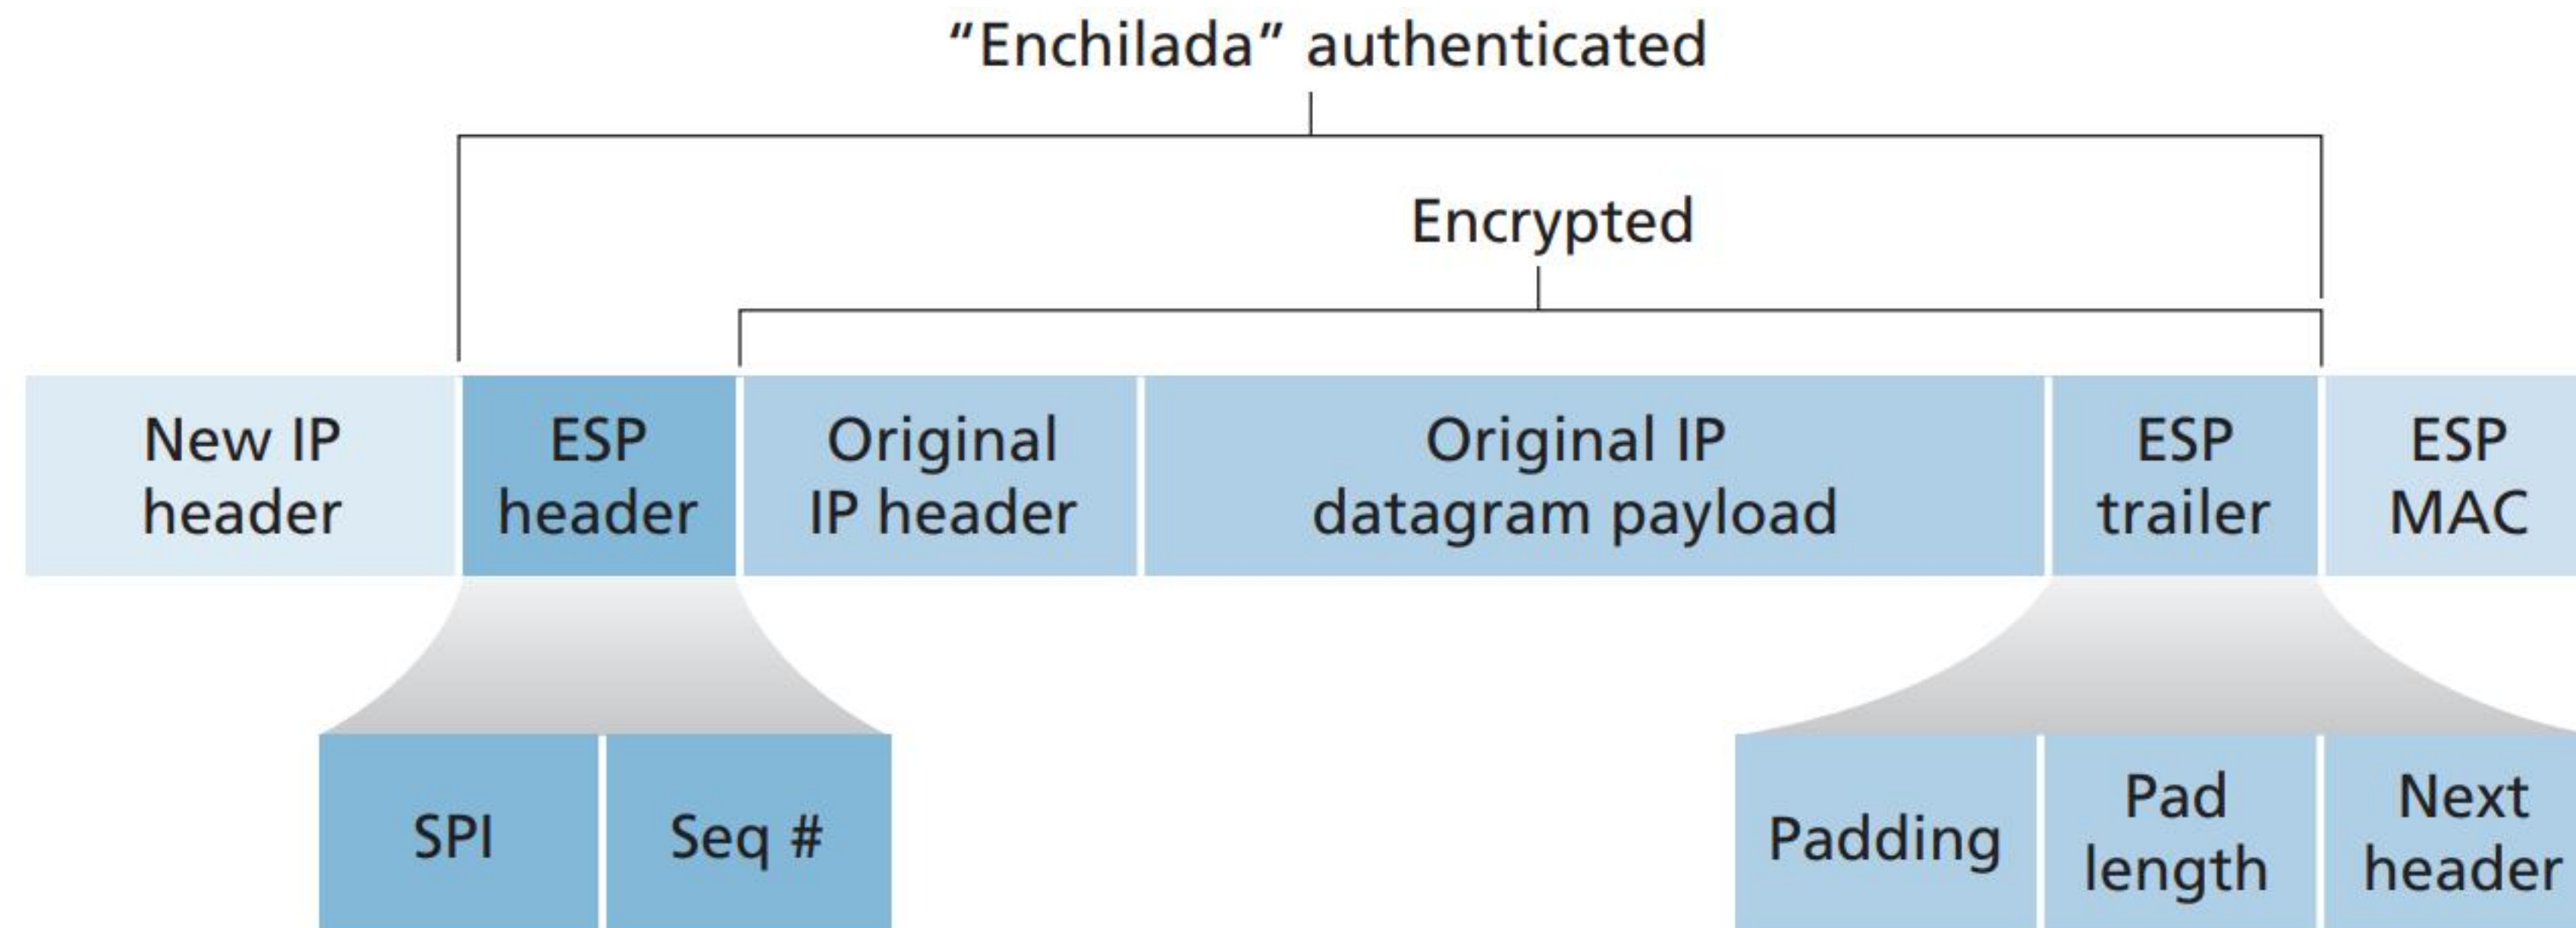 “Enchilada” authenticated
Encrypted
New IP
header
ESP
header
Original
IP header
Original IP
datagram payload
ESP
trailer
ESP
MAC
SPI
Seq #
Padding
Pad
length
Next
header